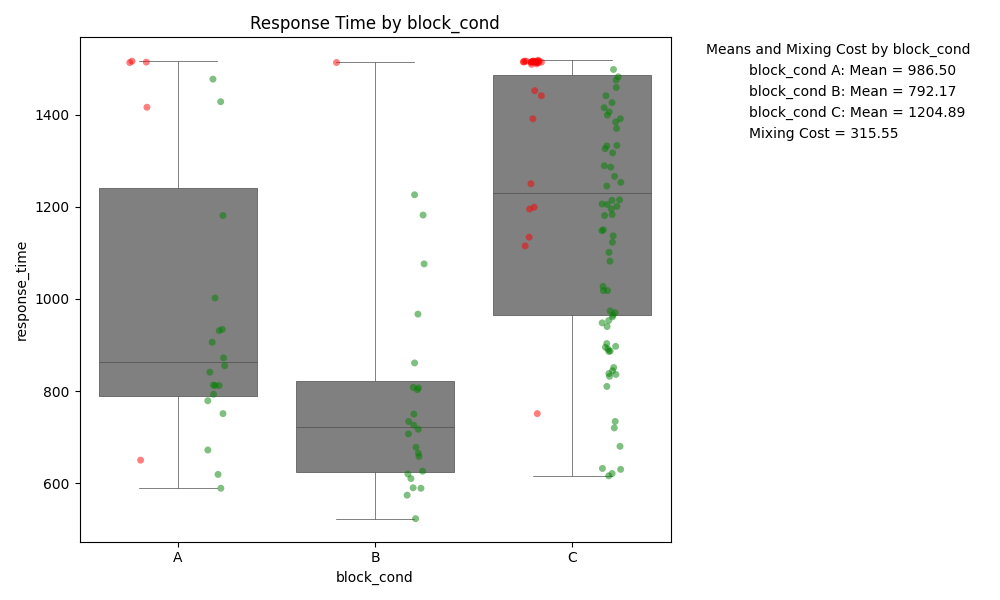 Response Time by block_cond
Means and Mixing Cost by block_cond
block_cond A: Mean = 986.50
block_cond B: Mean = 792.17
block_cond C: Mean = 1204.89
Mixing Cost = 315.55
response_time
1400
1200
1000
800
600
A B C
block_cond